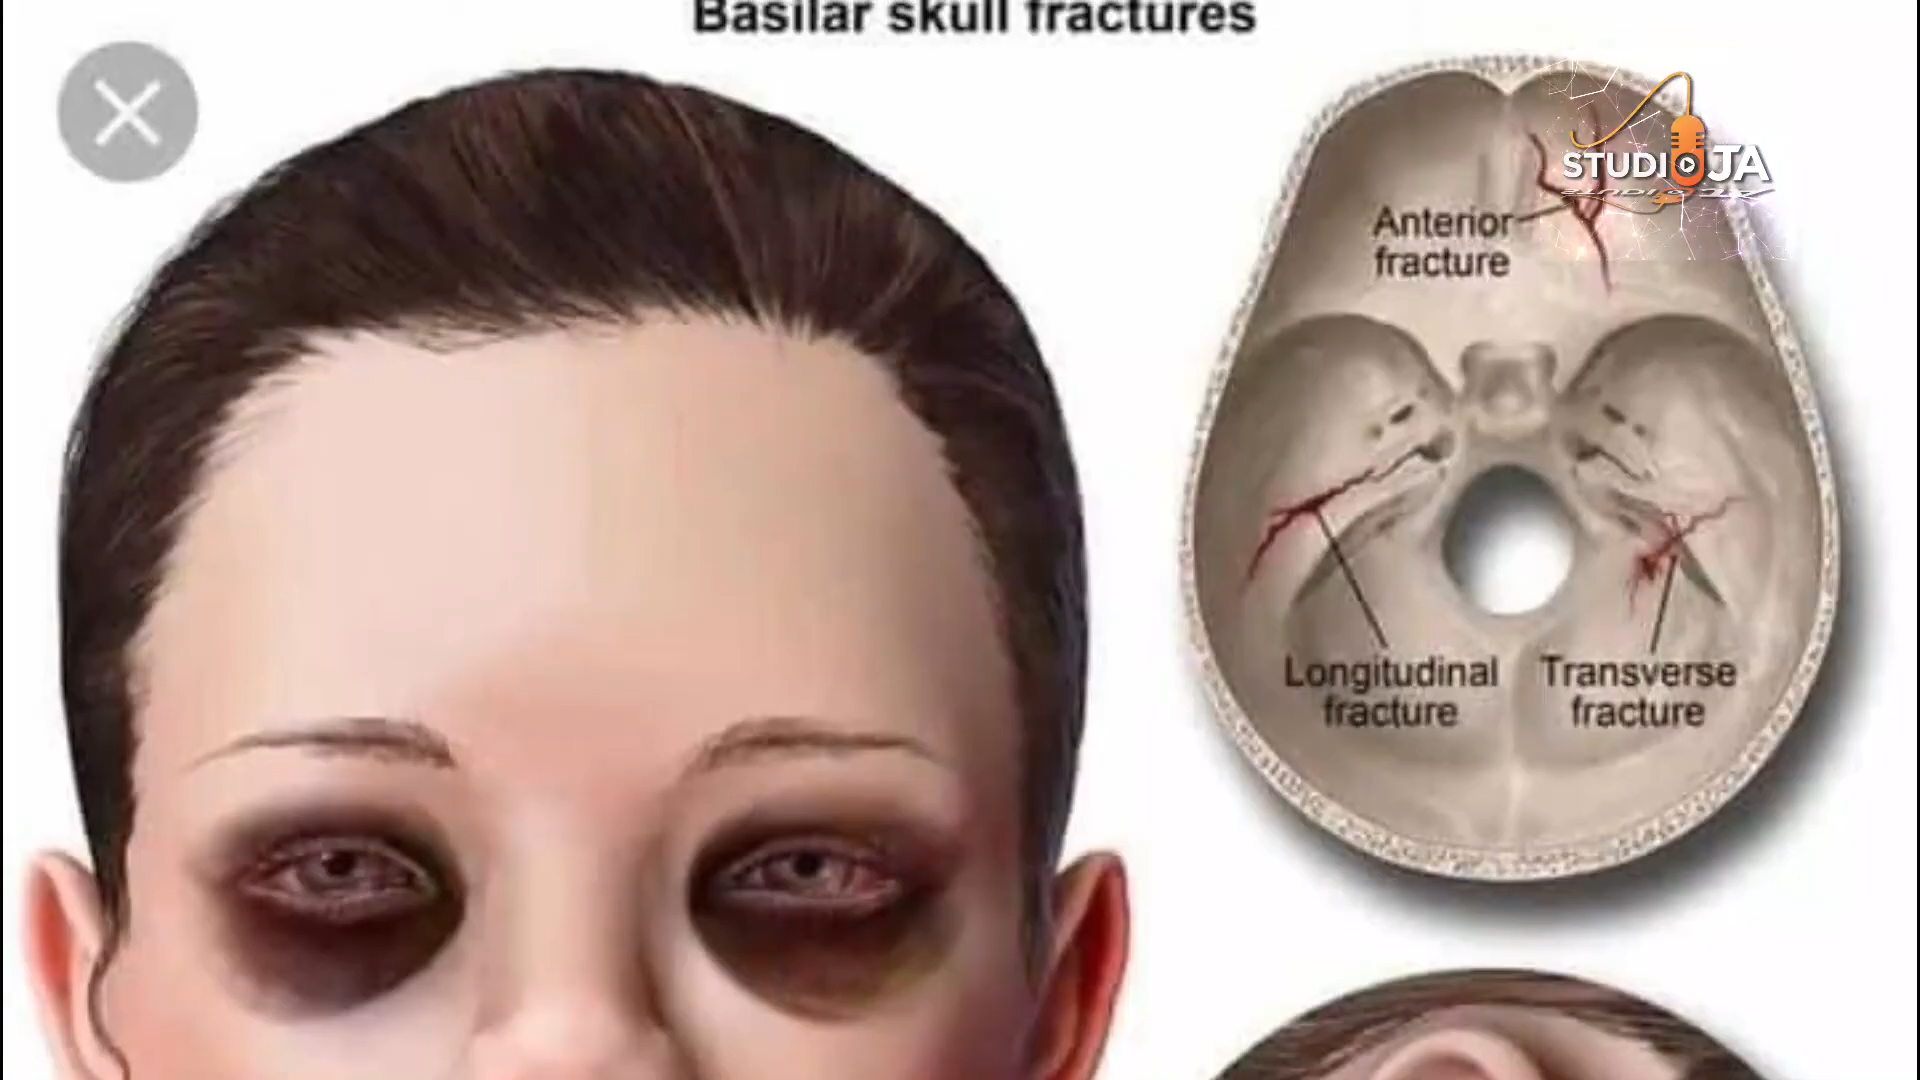 Basilar skull fractures
STUDIOJA
Anterior
fracture
Longitudinal
fracture
Transverse
fracture